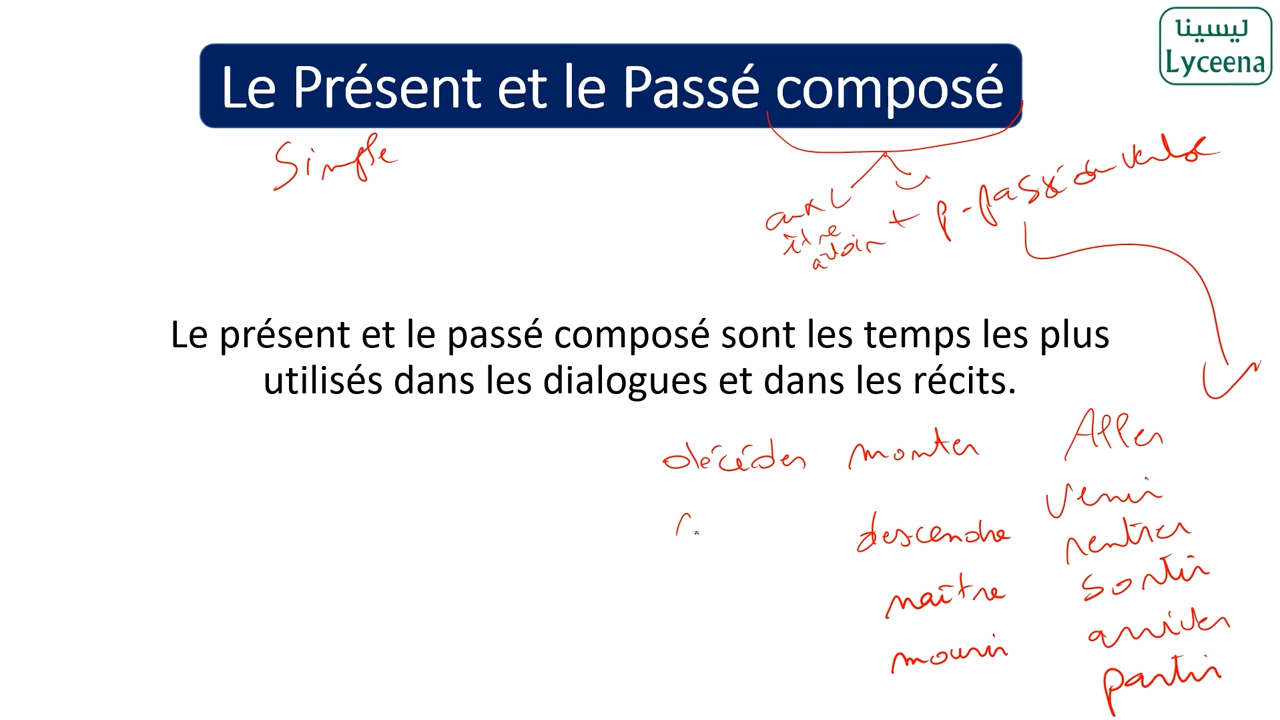 ليسينا
Lyceena
Le Présent et le Passé composé
Simple
aux
être
avoir
+ p. passé du verbe
Le présent et le passé composé sont les temps les plus
utilisés dans les dialogues et dans les récits.
décéder monter Aller
venir
descendre rentrer
naître sortir
mourir arriver
partir